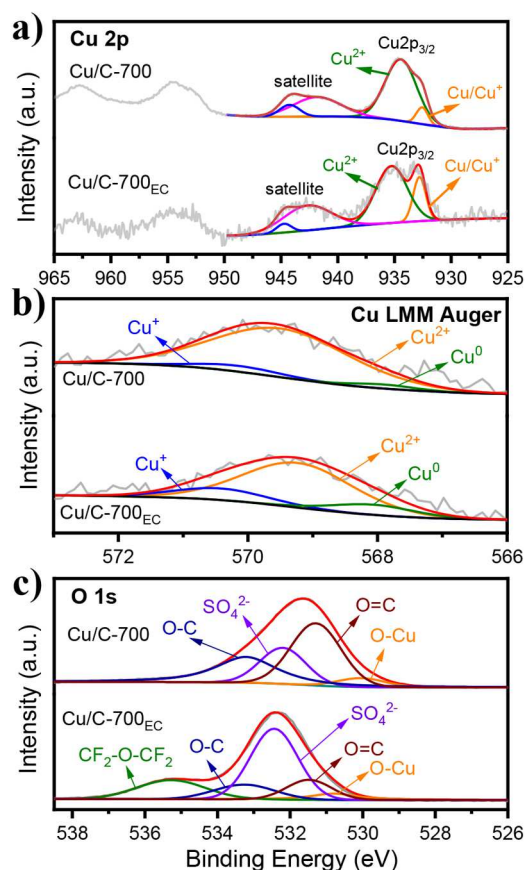 a)
Cu 2p
Cu/C-700
satellite
Cu²⁺
Cu2p₃/₂
Cu/Cu⁺
Cu/C-700EC
satellite
Cu²⁺
Cu2p₃/₂
Cu/Cu⁺
Intensity (a.u.)
965 960 955 950 945 940 935 930 925
b)
Cu LMM Auger
Cu⁺
Cu²⁺
Cu⁰
Cu/C-700
Cu⁺
Cu²⁺
Cu⁰
Cu/C-700EC
Intensity (a.u.)
572 570 568 566
c)
O 1s
Cu/C-700
O-C
SO₄²⁻
O=C
O-Cu
Cu/C-700EC
CF₂-O-CF₂
O-C
SO₄²⁻
O=C
O-Cu
Intensity (a.u.)
538 536 534 532 530 528 526
Binding Energy (eV)